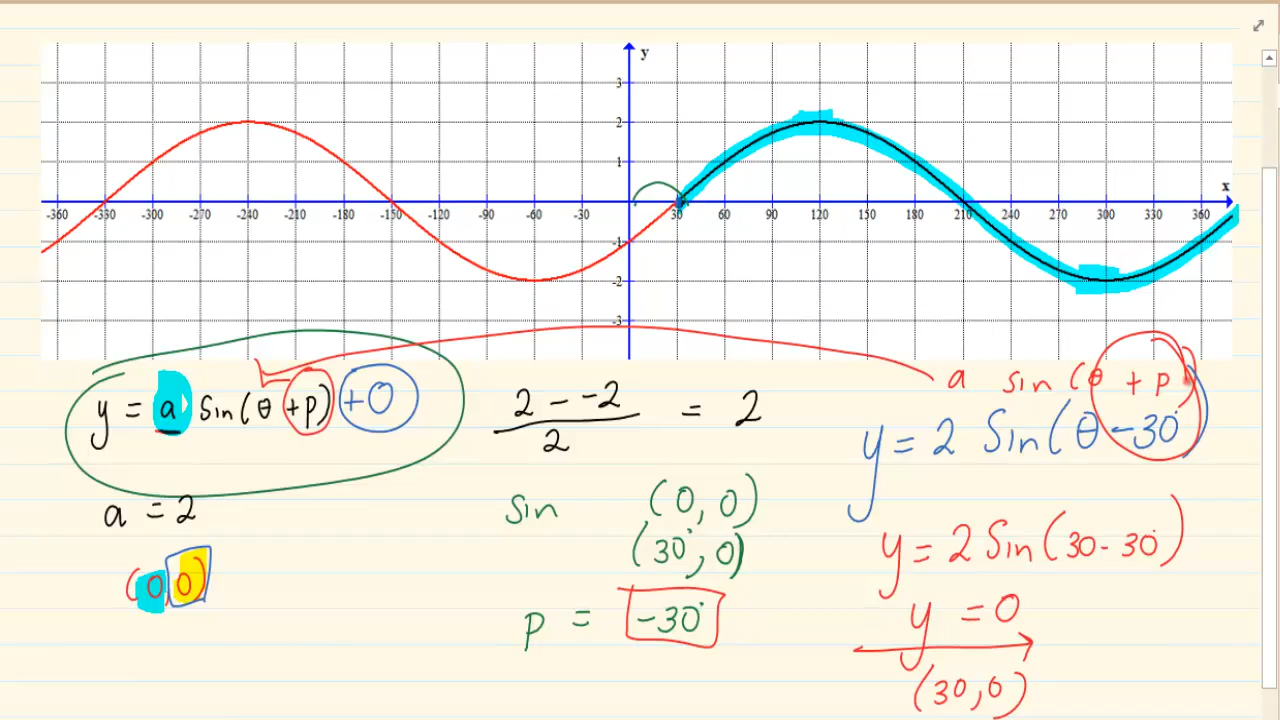 y
3
2
1
x
-360 -330 -300 -270 -240 -210 -180 -150 -120 -90 -60 -30 30 60 90 120 150 180 210 240 270 300 330 360
-1
-2
-3
y = a sin(θ +p) +0
2 - -2
2
= 2
a sin(θ + p)
y = 2 Sin(θ - 30°)
a = 2
sin (0, 0)
(30°, 0)
y = 2 Sin(30 - 30°)
(0, 0)
p = -30°
y = 0
(30, 0)